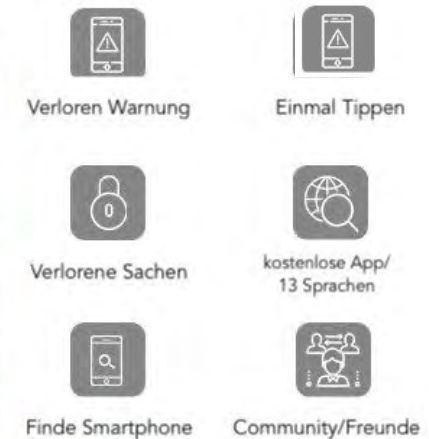 Verloren Warnung
Einmal Tippen
Verlorene Sachen
kostenlose App/
13 Sprachen
Finde Smartphone
Community/Freunde